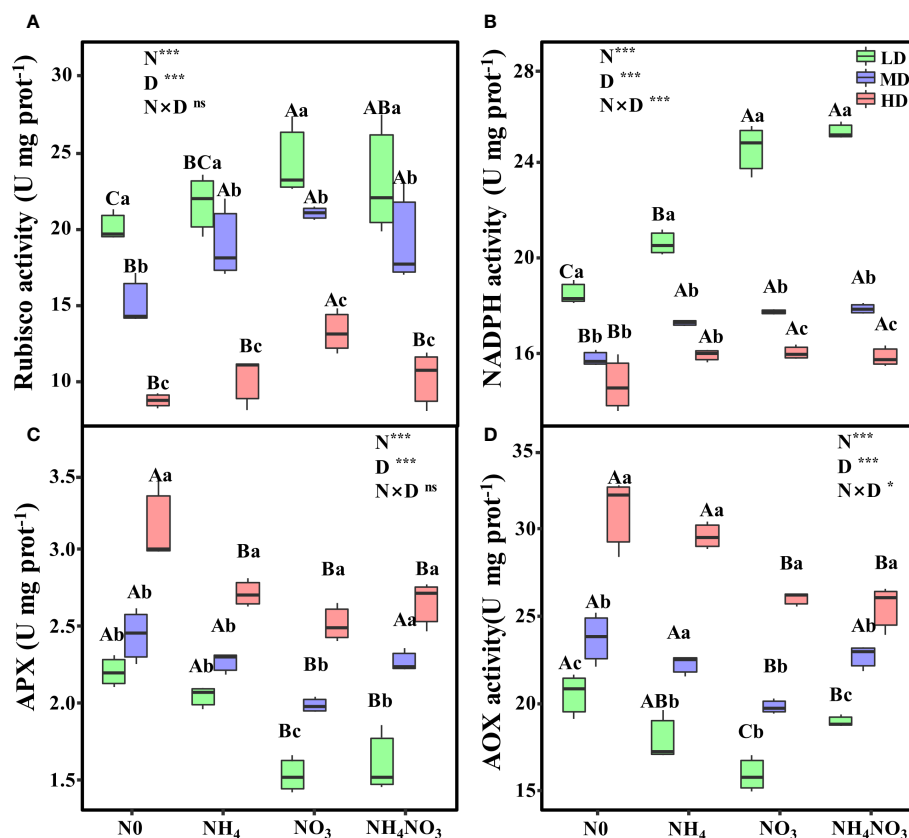 A
Rubisco activity (U mg prot⁻¹)
30
25
20
15
10
N***
D ***
N×D ns
Ca
Bb
Bc
BCa
Ab
Bc
Aa
Ab
Ac
ABa
Ab
Bc
B
NADPH activity (U mg prot⁻¹)
28
24
20
16
N***
D ***
N×D ***
LD
MD
HD
Ca
Bb
Bb
Ba
Ab
Ab
Aa
Ab
Ac
Aa
Ab
Ac
C
APX (U mg prot⁻¹)
3.5
3.0
2.5
2.0
1.5
N***
D ***
N×D ns
Ab
Ab
Aa
Ab
Ab
Ba
Bc
Bb
Ba
Bb
Aa
Ba
N0
NH₄
NO₃
NH₄NO₃
D
AOX activity(U mg prot⁻¹)
35
30
25
20
15
N***
D ***
N×D *
Ac
Ab
Aa
ABb
Aa
Aa
Cb
Bb
Ba
Bc
Ab
Ba
N0
NH₄
NO₃
NH₄NO₃